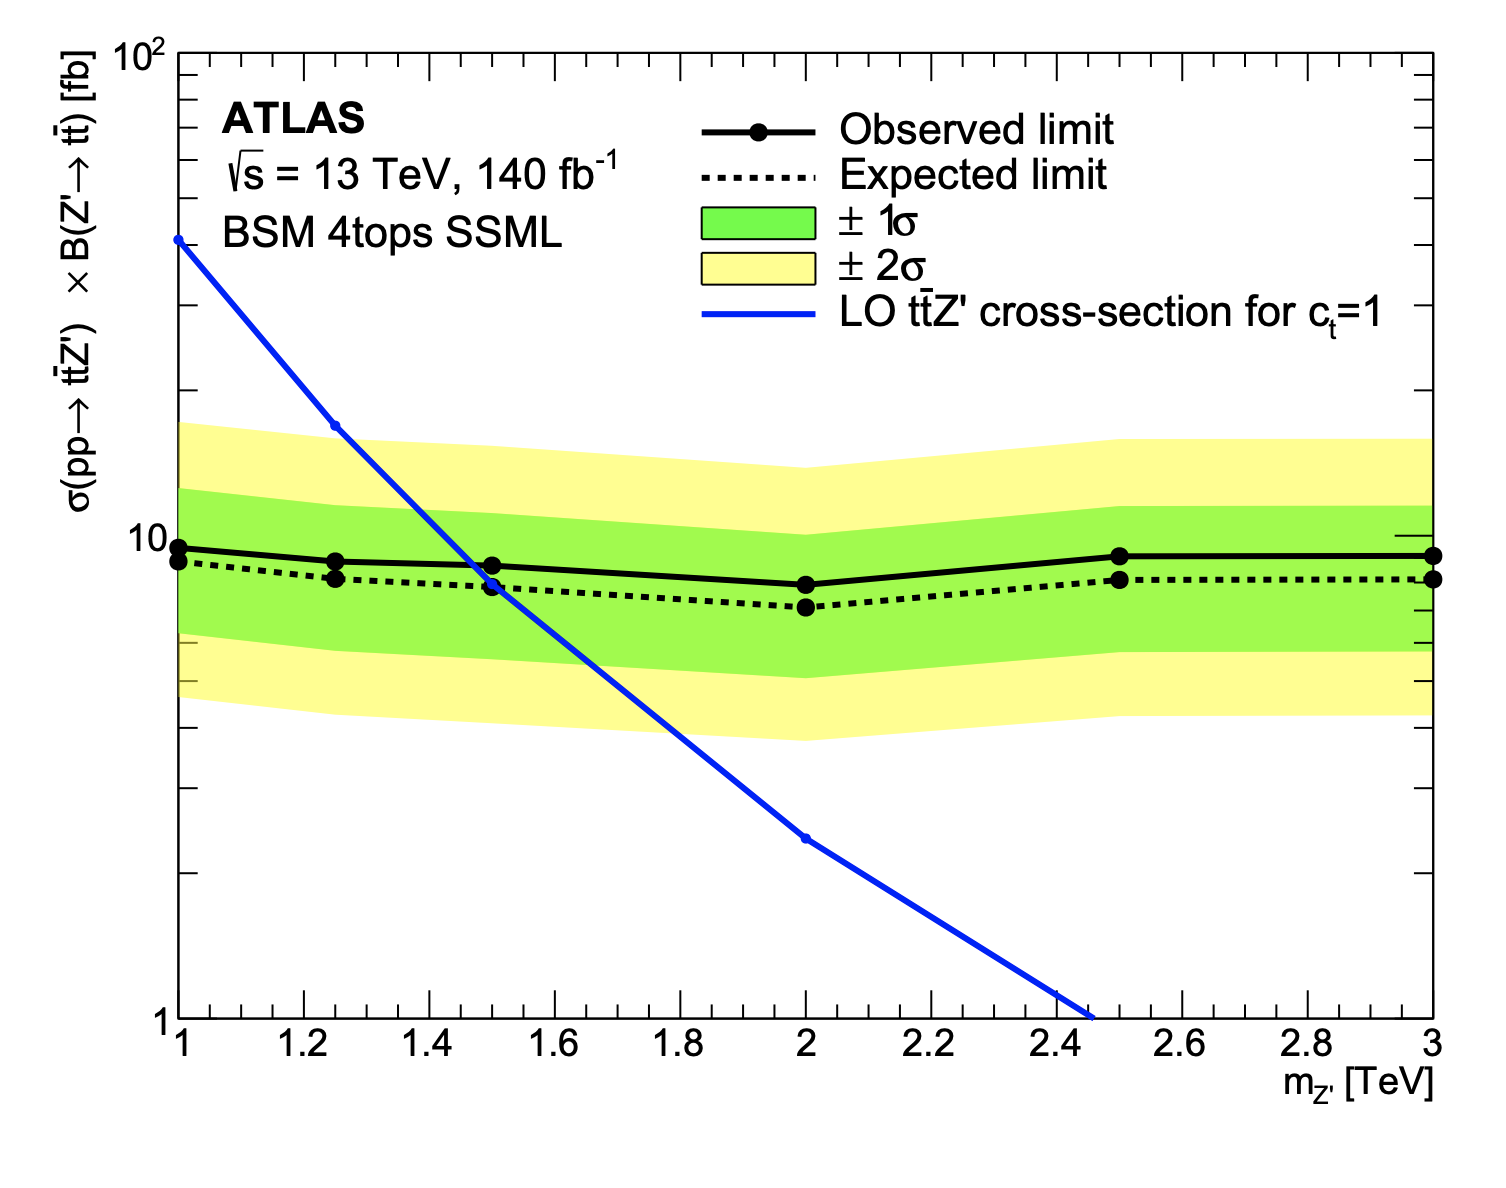 10²
10
1
σ(pp→ tt̄Z') × B(Z'→ tt̄) [fb]
ATLAS
√s = 13 TeV, 140 fb⁻¹
BSM 4tops SSML
Observed limit
Expected limit
± 1σ
± 2σ
LO tt̄Z' cross-section for cₜ=1
1 1.2 1.4 1.6 1.8 2 2.2 2.4 2.6 2.8 3
m_Z' [TeV]